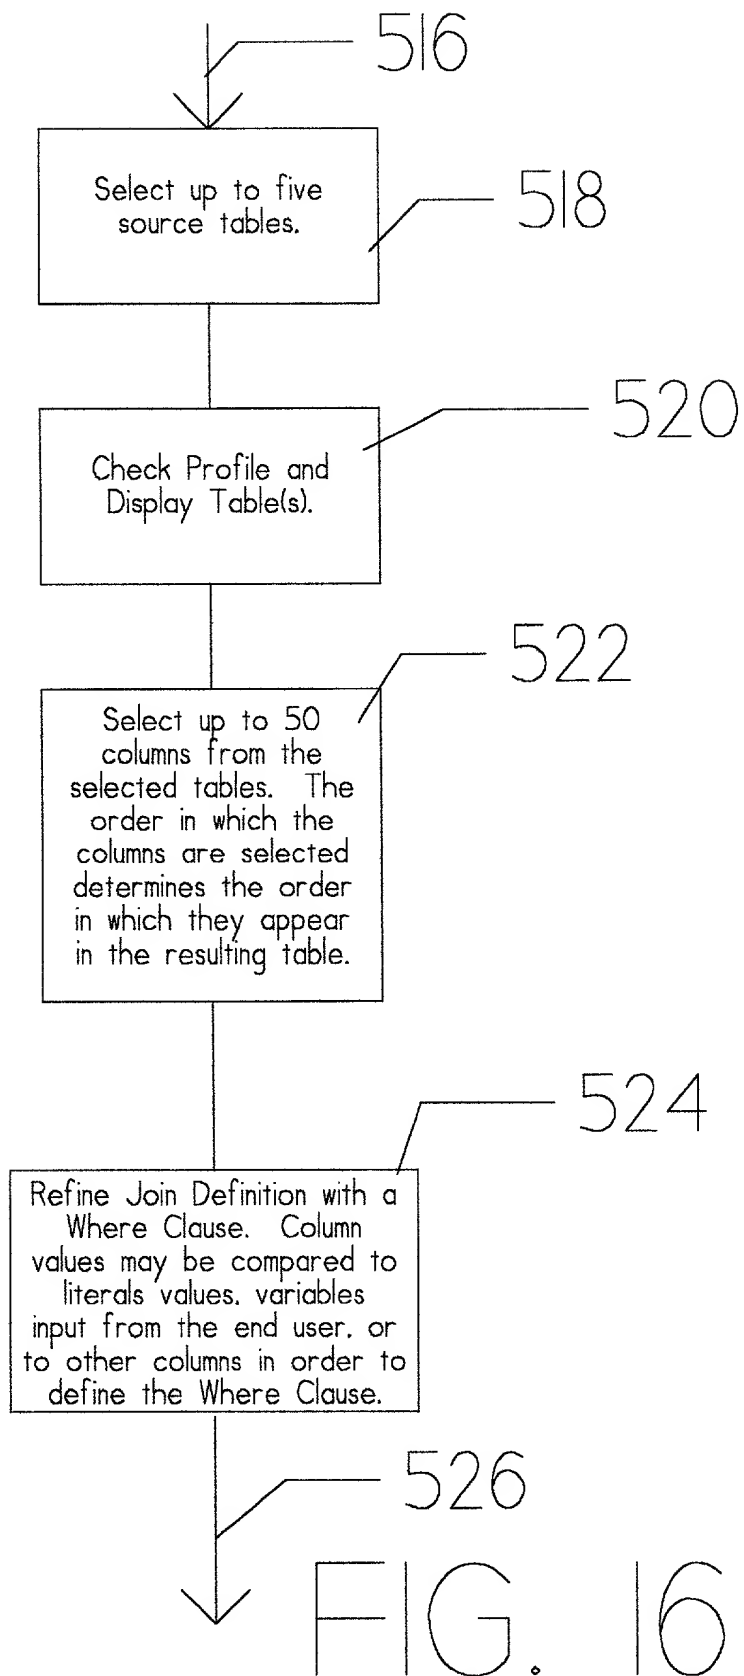 516
Select up to five
source tables.
518
520
Check Profile and
Display Table(s).
522
Select up to 50
columns from the
selected tables. The
order in which the
columns are selected
determines the order
in which they appear
in the resulting table.
524
Refine Join Definition with a
Where Clause. Column
values may be compared to
literals values, variables
input from the end user, or
to other columns in order to
define the Where Clause.
526
FIG. 16